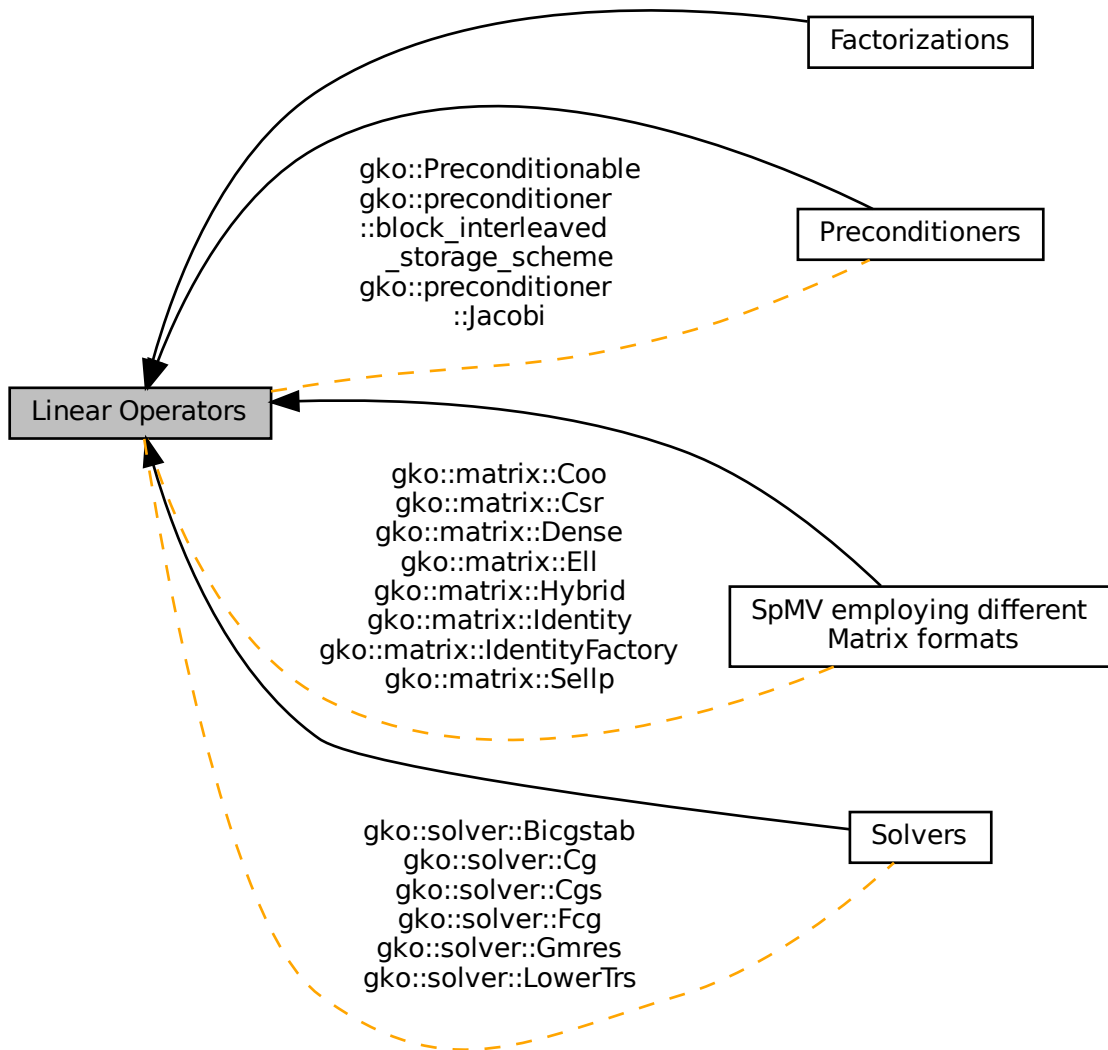 Factorizations
gko::Preconditionable
gko::preconditioner
::block_interleaved
_storage_scheme
gko::preconditioner
::Jacobi
Preconditioners
Linear Operators
gko::matrix::Coo
gko::matrix::Csr
gko::matrix::Dense
gko::matrix::Ell
gko::matrix::Hybrid
gko::matrix::Identity
gko::matrix::IdentityFactory
gko::matrix::Sellp
SpMV employing different
Matrix formats
gko::solver::Bicgstab
gko::solver::Cg
gko::solver::Cgs
gko::solver::Fcg
gko::solver::Gmres
gko::solver::LowerTrs
Solvers